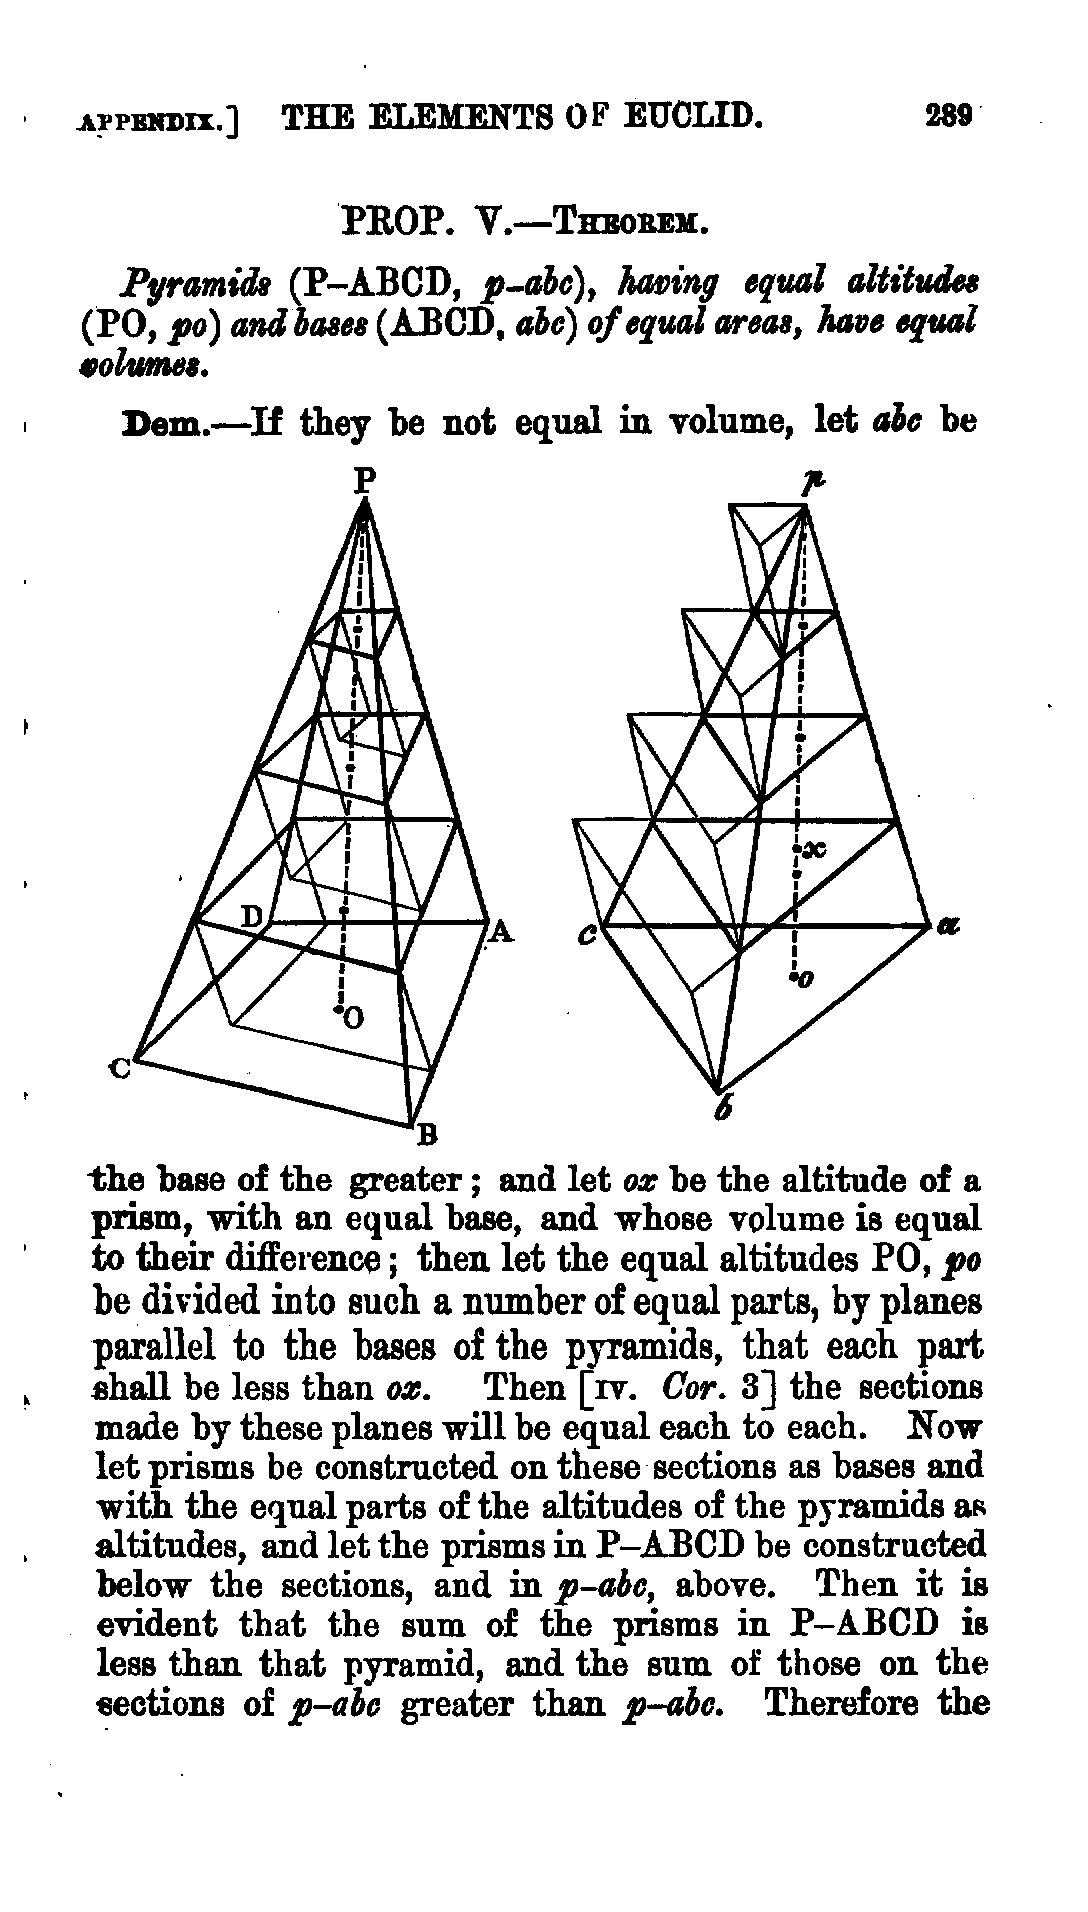 APPENDIX.] THE ELEMENTS OF EUCLID. 289
PROP. V.—THEOREM.
Pyramids (P–ABCD, p–abc), having equal altitudes
(PO, po) and bases (ABCD, abc) of equal areas, have equal
volumes.
Dem.—If they be not equal in volume, let abc be
P
p
x
D
A
c
a
o
O
C
b
B
the base of the greater; and let ox be the altitude of a
prism, with an equal base, and whose volume is equal
to their difference; then let the equal altitudes PO, po
be divided into such a number of equal parts, by planes
parallel to the bases of the pyramids, that each part
shall be less than ox. Then [IV. Cor. 3] the sections
made by these planes will be equal each to each. Now
let prisms be constructed on these sections as bases and
with the equal parts of the altitudes of the pyramids as
altitudes, and let the prisms in P–ABCD be constructed
below the sections, and in p–abc, above. Then it is
evident that the sum of the prisms in P–ABCD is
less than that pyramid, and the sum of those on the
sections of p–abc greater than p–abc. Therefore the